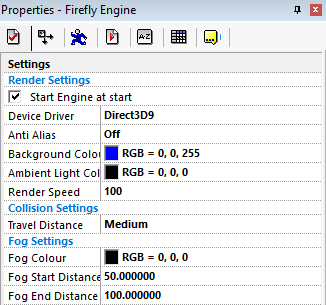 Properties - Firefly Engine
A-Z
Settings
Render Settings
Start Engine at start
Device Driver Direct3D9
Anti Alias Off
Background Colou RGB = 0, 0, 255
Ambient Light Col RGB = 0, 0, 0
Render Speed 100
Collision Settings
Travel Distance Medium
Fog Settings
Fog Colour RGB = 0, 0, 0
Fog Start Distance 50.000000
Fog End Distance 100.000000